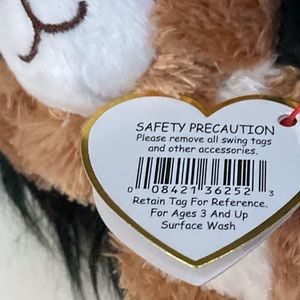 SAFETY PRECAUTION
Please remove all swing tags
and other accessories.
0 08421 36252 3
Retain Tag For Reference.
For Ages 3 And Up
Surface Wash